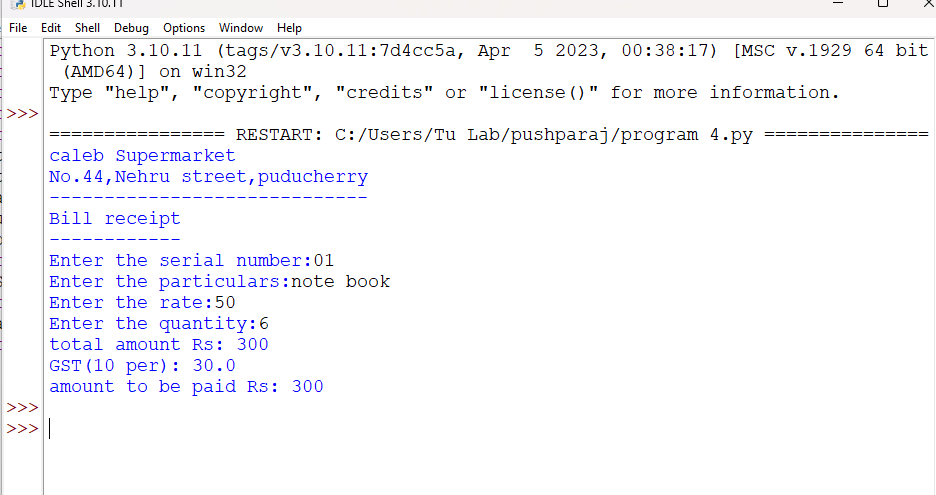 IDLE Shell 3.10.11
File Edit Shell Debug Options Window Help
Python 3.10.11 (tags/v3.10.11:7d4cc5a, Apr  5 2023, 00:38:17) [MSC v.1929 64 bit
 (AMD64)] on win32
Type "help", "copyright", "credits" or "license()" for more information.
>>>
================ RESTART: C:/Users/Tu Lab/pushparaj/program 4.py ===============
caleb Supermarket
No.44,Nehru street,puducherry
-----------------------------
Bill receipt
------------
Enter the serial number:01
Enter the particulars:note book
Enter the rate:50
Enter the quantity:6
total amount Rs: 300
GST(10 per): 30.0
amount to be paid Rs: 300
>>>
>>>